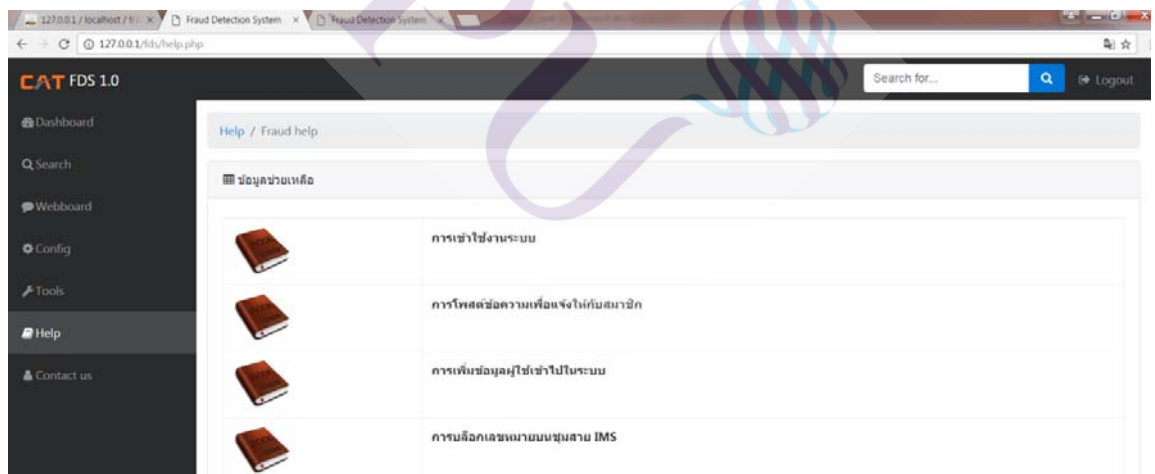 127.0.0.1 / localhost / fr
Fraud Detection System
Fraud Detection System
127.0.0.1/fds/help.php
CAT FDS 1.0
Search for...
Logout
Dashboard
Help / Fraud help
Search
ข้อมูลช่วยเหลือ
Webboard
การเข้าใช้งานระบบ
Config
Tools
การโพสต์ข้อความเพื่อแจ้งให้กับสมาชิก
Help
การเพิ่มข้อมูลผู้ใช้เข้าไปในระบบ
Contact us
การบล็อกเลขหมายบนชุมสาย IMS